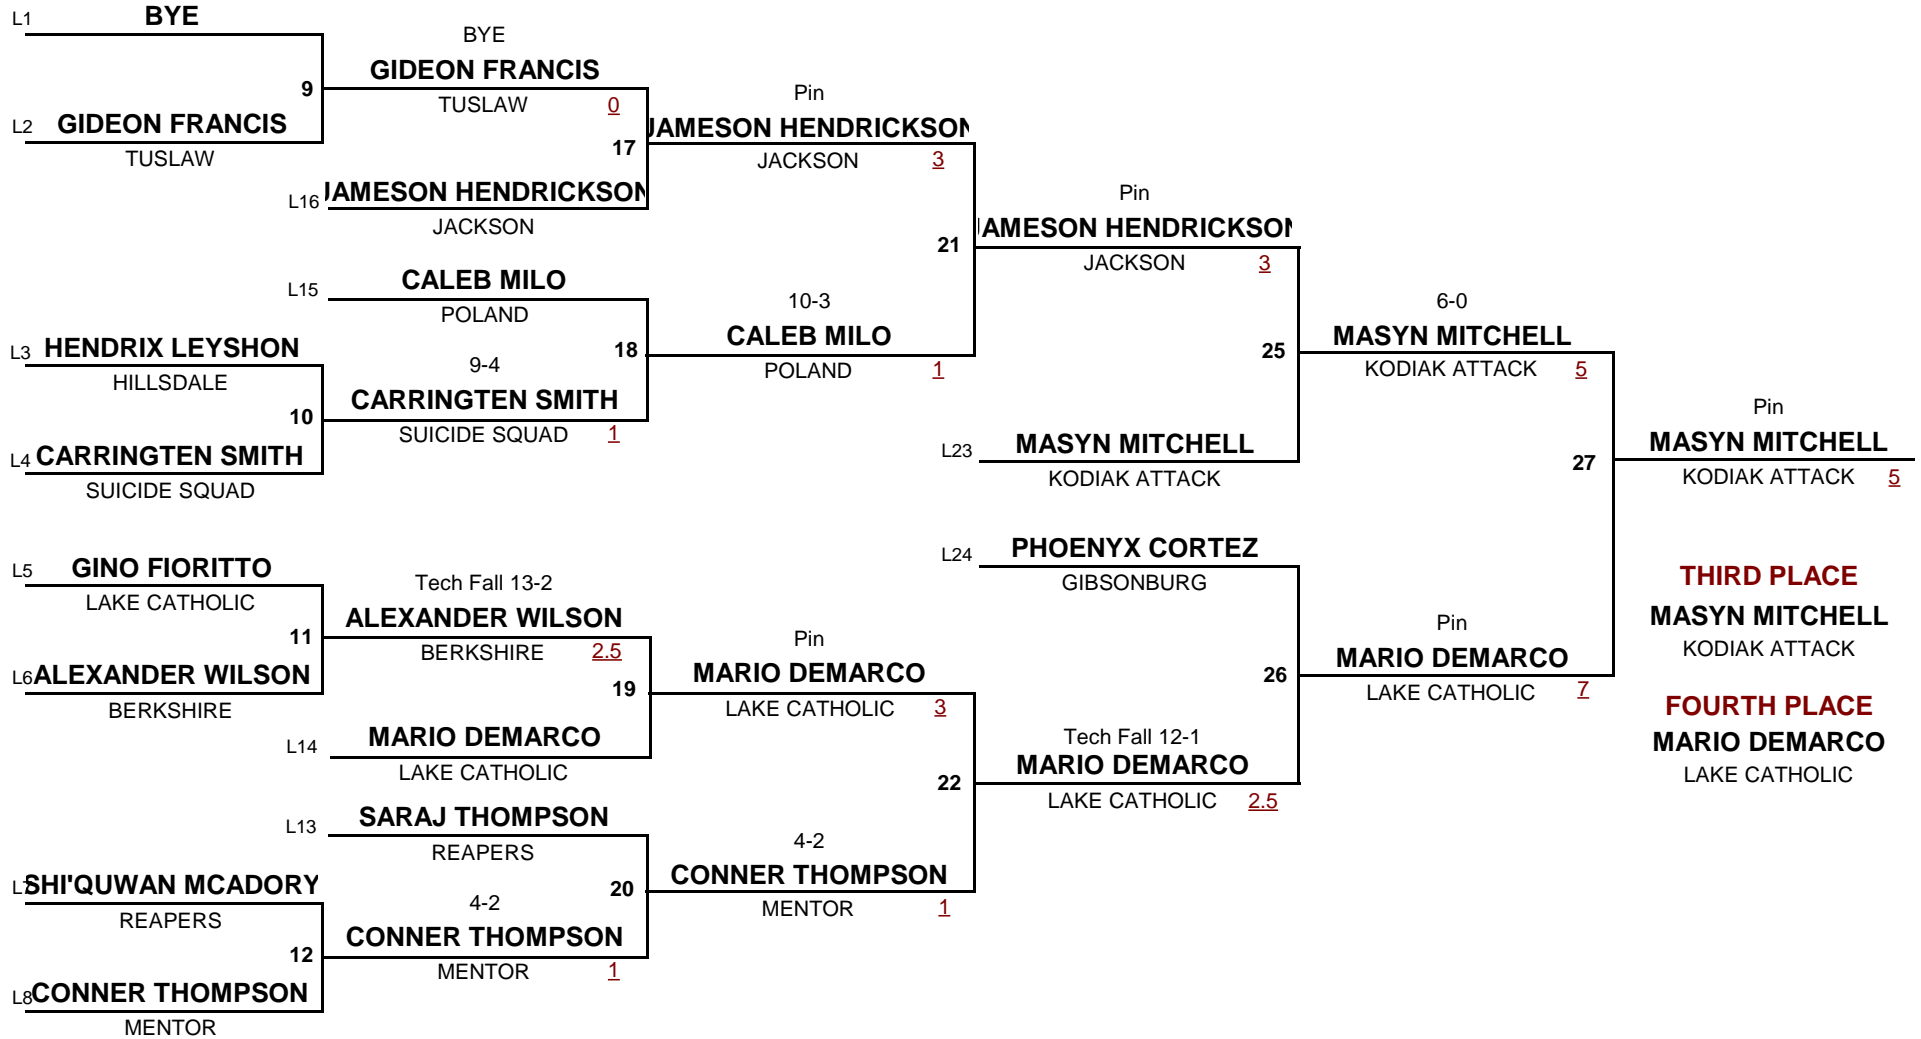 L1 BYE
BYE
GIDEON FRANCIS
9
TUSLAW 0
L2 GIDEON FRANCIS
TUSLAW
Pin
JAMESON HENDRICKSON
17
JACKSON 3
L16 JAMESON HENDRICKSON
JACKSON
Pin
JAMESON HENDRICKSON
21
JACKSON 3
L15 CALEB MILO
POLAND
10-3
CALEB MILO
18
POLAND 1
L3 HENDRIX LEYSHON
HILLSDALE
9-4
CARRINGTEN SMITH
10
SUICIDE SQUAD 1
L4 CARRINGTEN SMITH
SUICIDE SQUAD
6-0
MASYN MITCHELL
25
KODIAK ATTACK 5
L23 MASYN MITCHELL
KODIAK ATTACK
Pin
MASYN MITCHELL
27
KODIAK ATTACK 5
L5 GINO FIORITTO
LAKE CATHOLIC
Tech Fall 13-2
ALEXANDER WILSON
11
BERKSHIRE 2.5
L6 ALEXANDER WILSON
BERKSHIRE
Pin
MARIO DEMARCO
19
LAKE CATHOLIC 3
L14 MARIO DEMARCO
LAKE CATHOLIC
L24 PHOENYX CORTEZ
GIBSONBURG
Pin
MARIO DEMARCO
26
LAKE CATHOLIC 7
Tech Fall 12-1
MARIO DEMARCO
22
LAKE CATHOLIC 2.5
L13 SARAJ THOMPSON
REAPERS
4-2
CONNER THOMPSON
20
MENTOR 1
L7 SHI'QUWAN MCADORY
REAPERS
4-2
CONNER THOMPSON
12
MENTOR 1
L8 CONNER THOMPSON
MENTOR
THIRD PLACE
MASYN MITCHELL
KODIAK ATTACK
FOURTH PLACE
MARIO DEMARCO
LAKE CATHOLIC